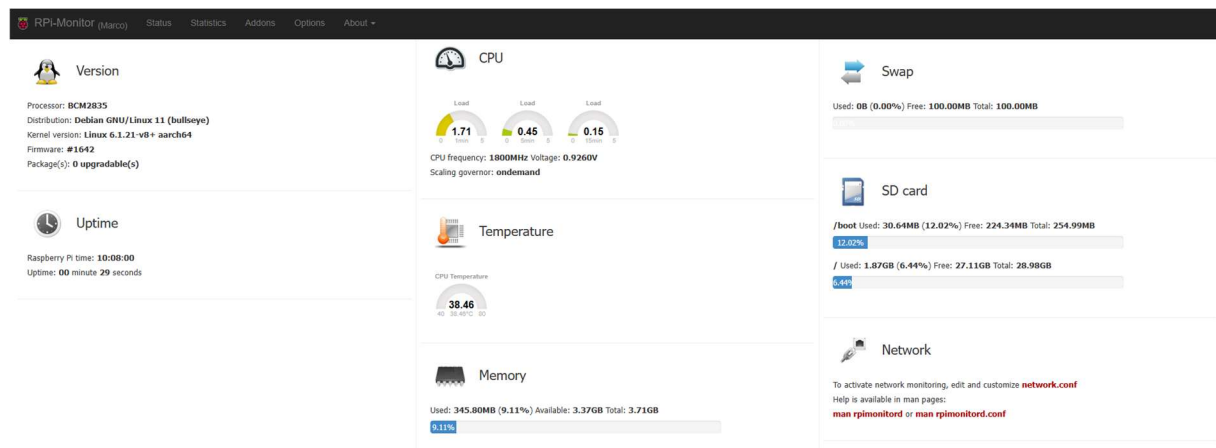 RPi-Monitor (Marco) Status Statistics Addons Options About
Version
Processor: BCM2835
Distribution: Debian GNU/Linux 11 (bullseye)
Kernel version: Linux 6.1.21-v8+ aarch64
Firmware: #1642
Package(s): 0 upgradable(s)
Uptime
Raspberry Pi time: 10:08:00
Uptime: 00 minute 29 seconds
CPU
Load Load Load
1.71 0.45 0.15
0 1min 8 0 5min 8 0 15min 8
CPU frequency: 1800MHz Voltage: 0.9260V
Scaling governor: ondemand
Temperature
CPU Temperature
38.46
40 38.46°C 80
Memory
Used: 345.80MB (9.11%) Available: 3.37GB Total: 3.71GB
9.11%
Swap
Used: 0B (0.00%) Free: 100.00MB Total: 100.00MB
SD card
/boot Used: 30.64MB (12.02%) Free: 224.34MB Total: 254.99MB
12.02%
/ Used: 1.87GB (6.44%) Free: 27.11GB Total: 28.98GB
6.44%
Network
To activate network monitoring, edit and customize network.conf
Help is available in man pages:
man rpimonitord or man rpimonitord.conf